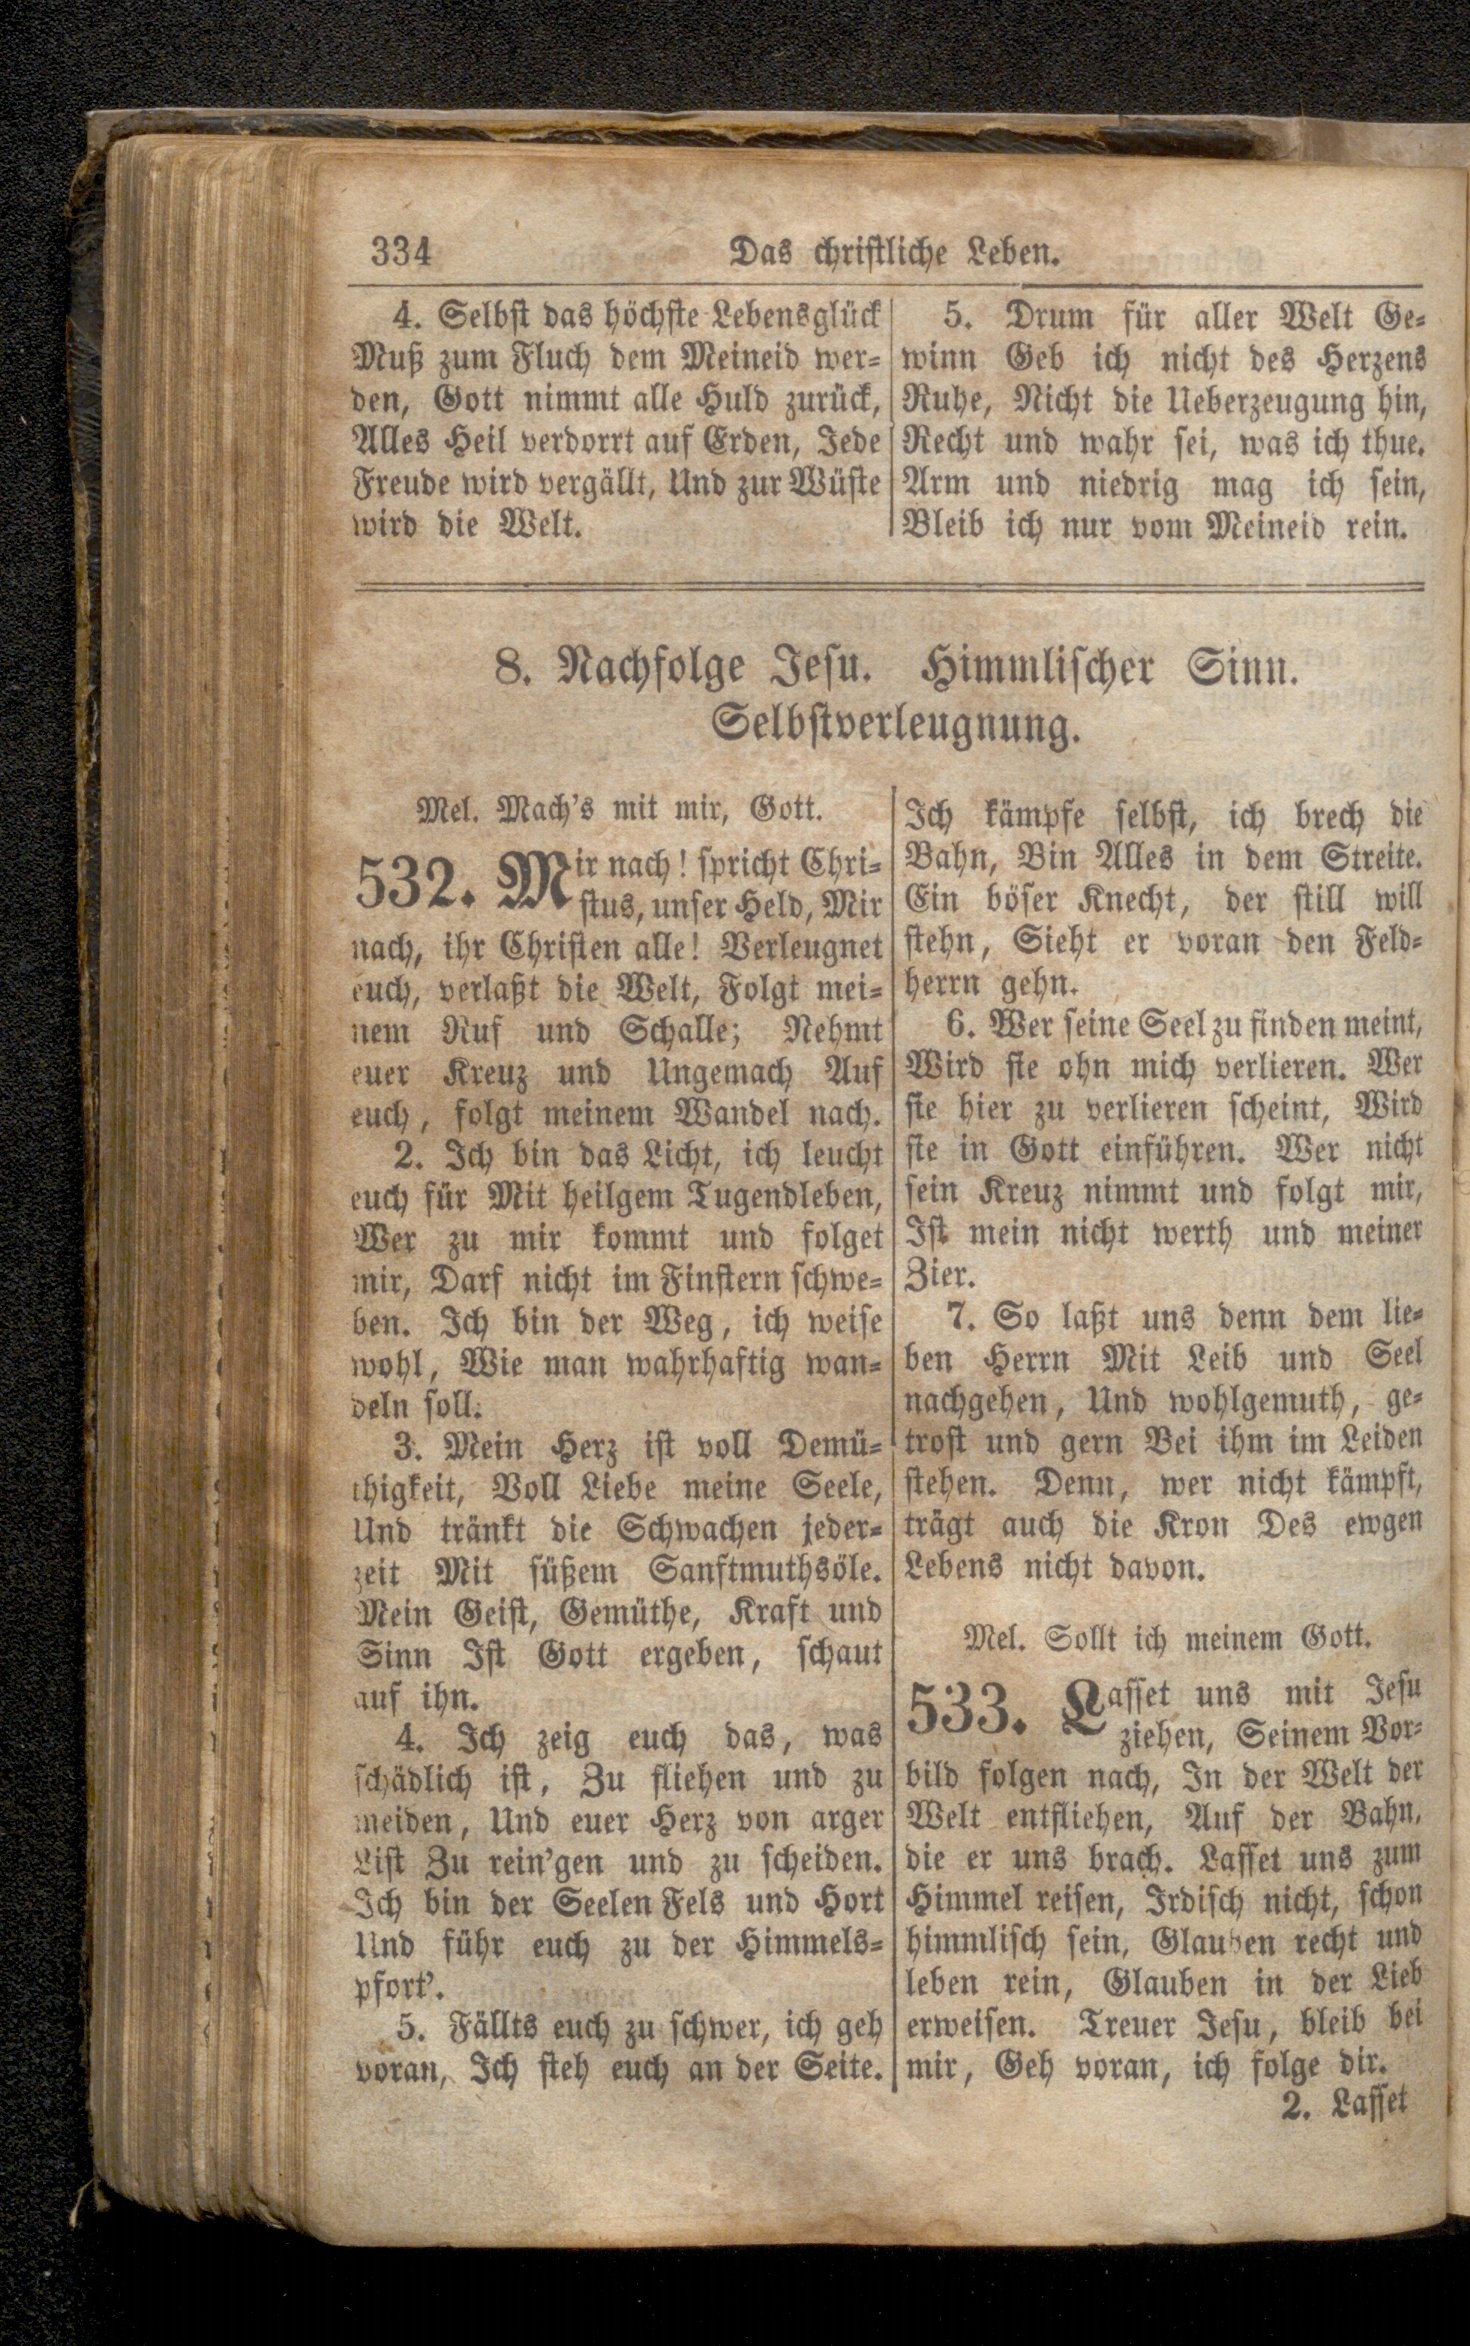 334
Das christliche Leben.
4. Selbst das höchste Lebensglück
Muß zum Fluch dem Meineid wer-
den, Gott nimmt alle Huld zurück,
Alles Heil verdorrt auf Erden, Jede
Freude wird vergällt, Und zur Wüste
wird die Welt.
5. Drum für aller Welt Ge-
winn Geb ich nicht des Herzens
Ruhe, Nicht die Ueberzeugung hin,
Recht und wahr sei, was ich thue.
Arm und niedrig mag ich sein,
Bleib ich nur vom Meineid rein.
8. Nachfolge Jesu. Himmlischer Sinn.
Selbstverleugnung.
Mel. Mach's mit mir, Gott.
532. Mir nach! spricht Chri-
stus, unser Held, Mir
nach, ihr Christen alle! Verleugnet
euch, verlaßt die Welt, Folgt mei-
nem Ruf und Schalle; Nehmt
euer Kreuz und Ungemach Auf
euch, folgt meinem Wandel nach.
2. Ich bin das Licht, ich leucht
euch für Mit heilgem Tugendleben,
Wer zu mir kommt und folget
mir, Darf nicht im Finstern schwe-
ben. Ich bin der Weg, ich weise
wohl, Wie man wahrhaftig wan-
deln soll.
3. Mein Herz ist voll Demü-
thigkeit, Voll Liebe meine Seele,
Und tränkt die Schwachen jeder-
zeit Mit süßem Sanftmuthsöle.
Mein Geist, Gemüthe, Kraft und
Sinn Ist Gott ergeben, schaut
auf ihn.
4. Ich zeig euch das, was
schädlich ist, Zu fliehen und zu
meiden, Und euer Herz von arger
List Zu rein'gen und zu scheiden.
Ich bin der Seelen Fels und Hort
Und führ euch zu der Himmels-
pfort'.
5. Fällts euch zu schwer, ich geh
voran, Ich steh euch an der Seite.
Ich kämpfe selbst, ich brech die
Bahn, Bin Alles in dem Streite.
Ein böser Knecht, der still will
stehn, Sieht er voran den Feld-
herrn gehn.
6. Wer seine Seel zu finden meint,
Wird sie ohn mich verlieren. Wer
sie hier zu verlieren scheint, Wird
sie in Gott einführen. Wer nicht
sein Kreuz nimmt und folgt mir,
Ist mein nicht werth und meiner
Zier.
7. So laßt uns denn dem lie-
ben Herrn Mit Leib und Seel
nachgehen, Und wohlgemuth, ge-
trost und gern Bei ihm im Leiden
stehen. Denn, wer nicht kämpft,
trägt auch die Kron Des ewgen
Lebens nicht davon.
Mel. Sollt ich meinem Gott.
533. Lasset uns mit Jesu
ziehen, Seinem Vor-
bild folgen nach, In der Welt der
Welt entfliehen, Auf der Bahn,
die er uns brach. Lasset uns zum
Himmel reisen, Irdisch nicht, schon
himmlisch sein, Glauben recht und
leben rein, Glauben in der Lieb
erweisen. Treuer Jesu, bleib bei
mir, Geh voran, ich folge dir.
2. Lasset